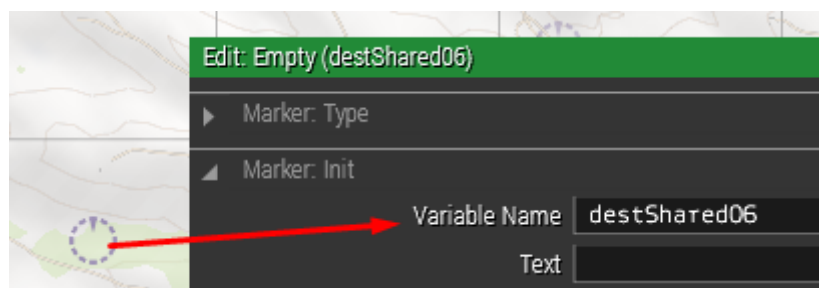 Edit: Empty (destShared06)
Marker: Type
Marker: Init
Variable Name destShared06
Text